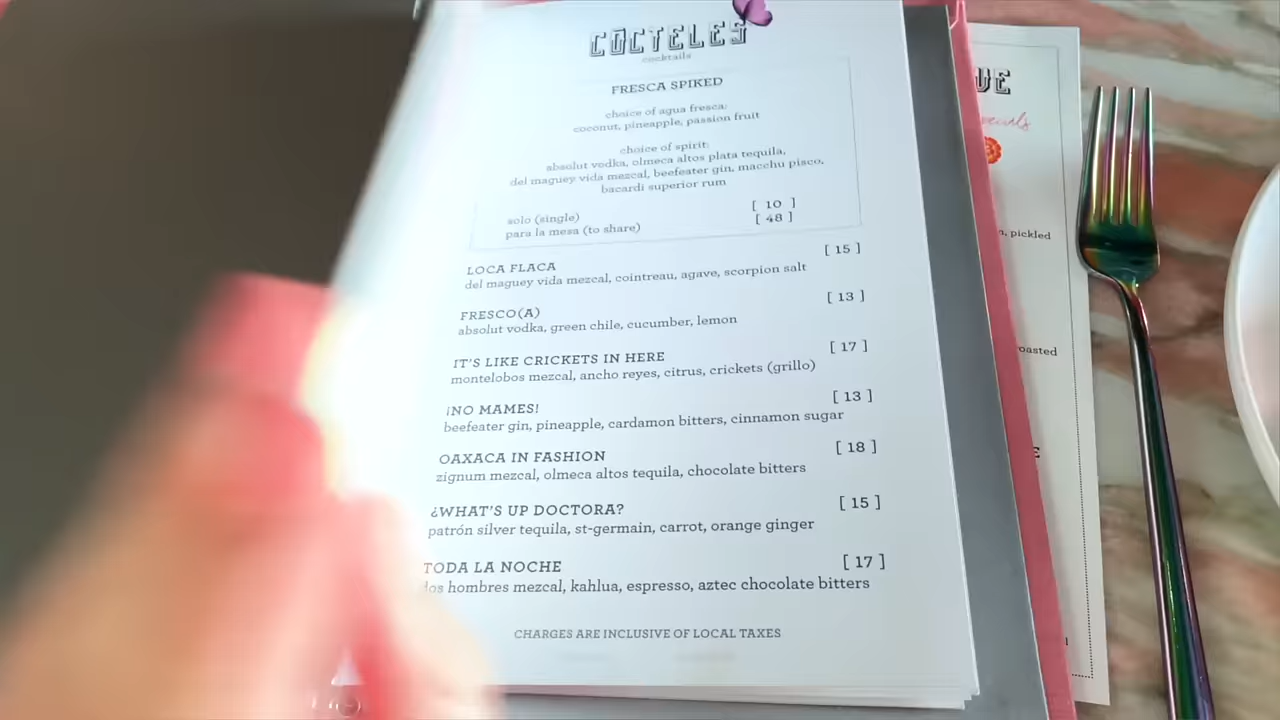 COCTELES
cocktails
FRESCA SPIKED
choice of agua fresca:
coconut, pineapple, passion fruit
choice of spirit:
absolut vodka, olmeca altos plata tequila,
del maguey vida mezcal, beefeater gin, macchu pisco,
bacardi superior rum
solo (single) [ 10 ]
para la mesa (to share) [ 48 ]
LOCA FLACA [ 15 ]
del maguey vida mezcal, cointreau, agave, scorpion salt
FRESCO(A) [ 13 ]
absolut vodka, green chile, cucumber, lemon
IT'S LIKE CRICKETS IN HERE [ 17 ]
montelobos mezcal, ancho reyes, citrus, crickets (grillo)
¡NO MAMES! [ 13 ]
beefeater gin, pineapple, cardamon bitters, cinnamon sugar
OAXACA IN FASHION [ 18 ]
zignum mezcal, olmeca altos tequila, chocolate bitters
¿WHAT'S UP DOCTORA? [ 15 ]
patrón silver tequila, st-germain, carrot, orange ginger
TODA LA NOCHE [ 17 ]
dos hombres mezcal, kahlua, espresso, aztec chocolate bitters
CHARGES ARE INCLUSIVE OF LOCAL TAXES
pickled